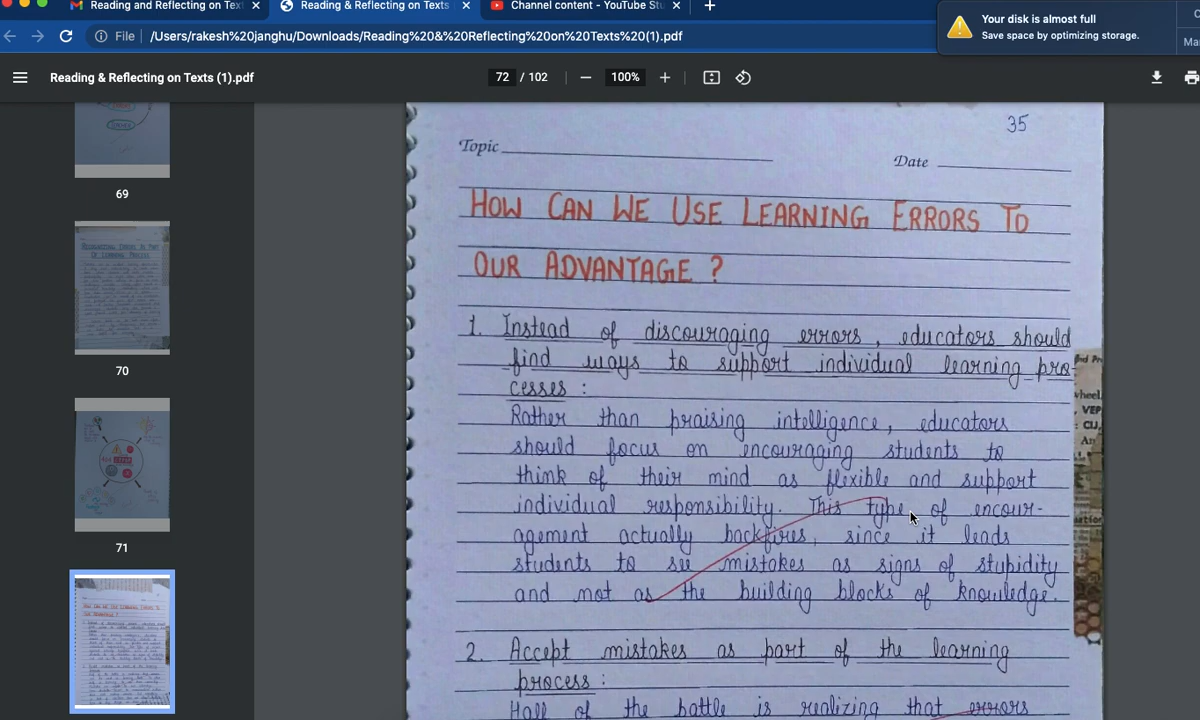 Reading and Reflecting on Tex
Reading & Reflecting on Texts
Channel content - YouTube Stu
Your disk is almost full
Save space by optimizing storage.
File
/Users/rakesh%20janghu/Downloads/Reading%20&%20Reflecting%20on%20Texts%20(1).pdf
Reading & Reflecting on Texts (1).pdf
72 / 102
100%
69
70
71
35
Topic
Date
HOW CAN WE USE LEARNING ERRORS TO
OUR ADVANTAGE ?
1. Instead of discouraging errors, educators should
find ways to support individual learning pro-
cesses :
Rather than praising intelligence, educators
should focus on encouraging students to
think of their mind as flexible and support
individual responsibility. This type of encour-
agement actually backfires, since it leads
students to see mistakes as signs of stupidity
and not as the building blocks of knowledge.
2. Accept mistakes as part of the learning
process :
Half of the battle is realizing that errors